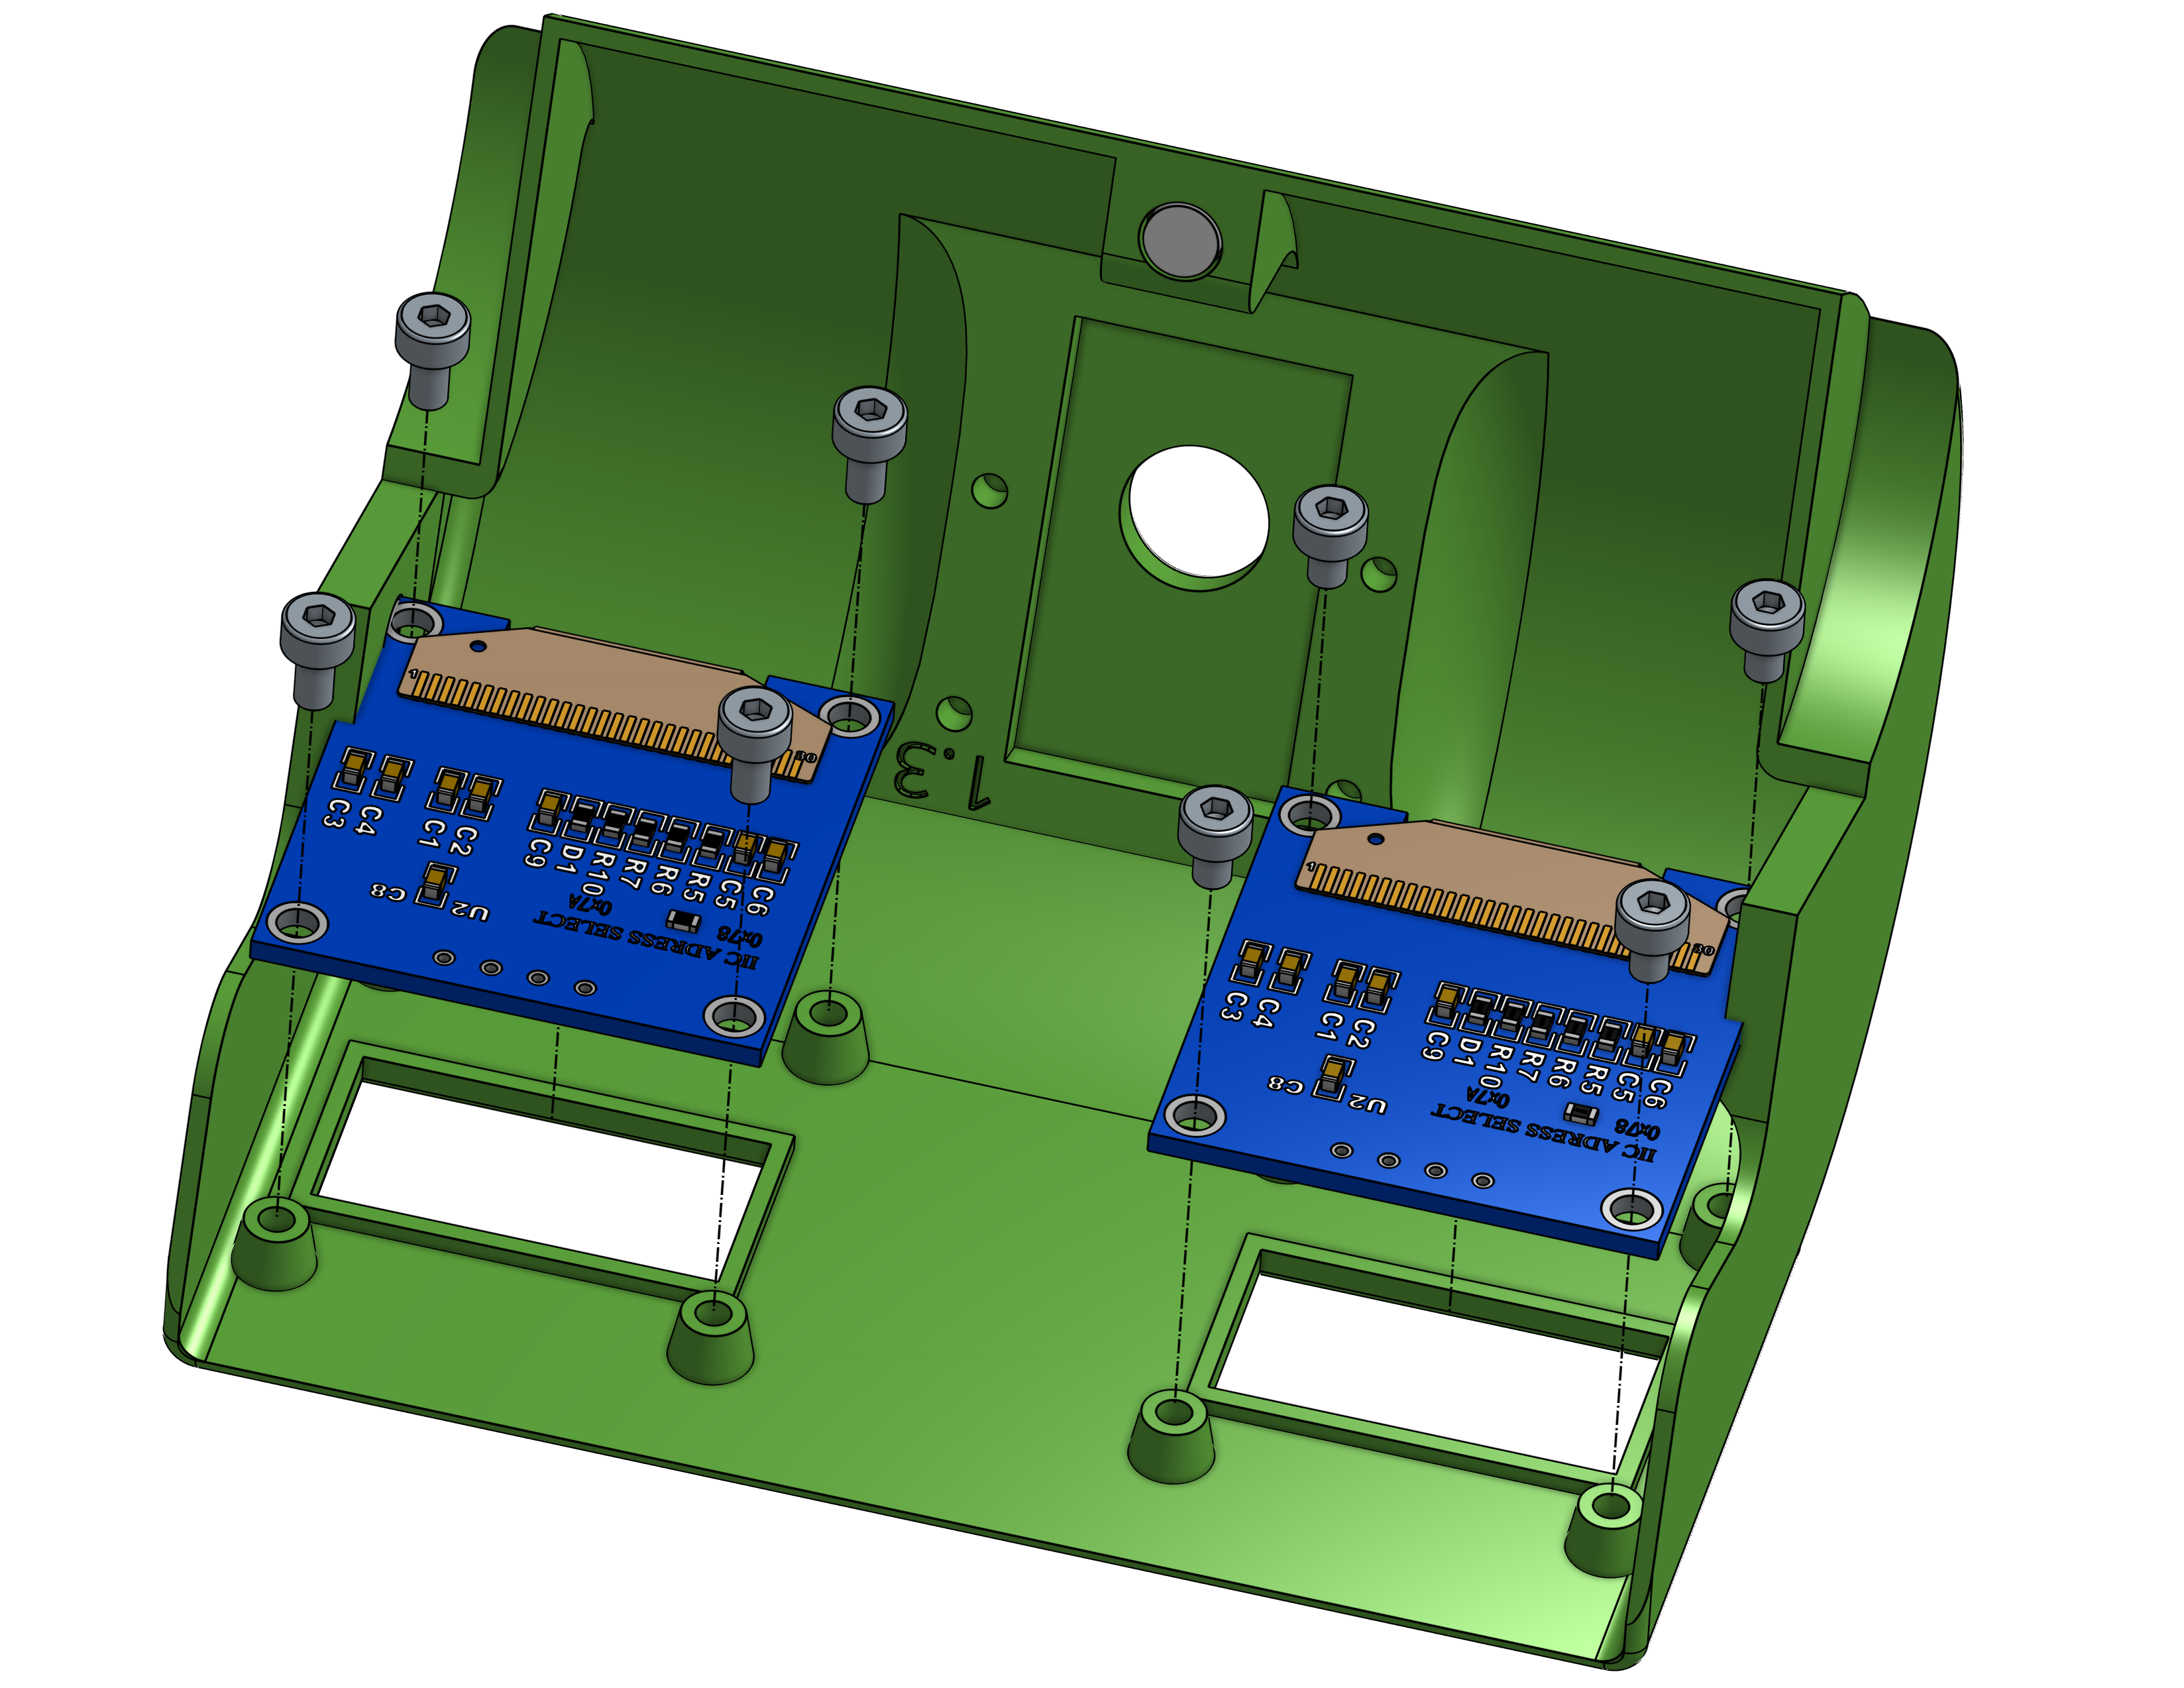 1.3
1
30
C3 C4 C1 C2 C9 D1 R10 R7 R6 R5 C5 C6
C8 U2
0x7A
0x78
IIC ADRESS SELECT
1
30
C3 C4 C1 C2 C9 D1 R10 R7 R6 R5 C5 C6
C8 U2
0x7A
0x78
IIC ADRESS SELECT